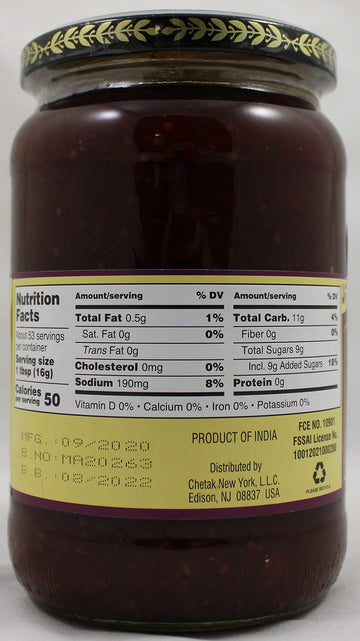 Nutrition
Facts
About 53 servings
per container
Serving size
1 tbsp (16g)
Calories
per serving 50
Amount/serving % DV
Total Fat 0.5g 1%
Sat. Fat 0g 0%
Trans Fat 0g
Cholesterol 0mg 0%
Sodium 190mg 8%
Amount/serving % DV
Total Carb. 11g 4%
Fiber 0g 0%
Total Sugars 9g
Incl. 9g Added Sugars 18%
Protein 0g
Vitamin D 0% • Calcium 0% • Iron 0% • Potassium 0%
MFG.:09/2020
B.NO:MA20263
B.B.:08/2022
PRODUCT OF INDIA
Distributed by
Chetak New York, L.L.C.
Edison, NJ 08837 USA
FCE NO. 10901
FSSAI License No.
10012021000280
PLEASE RECYCLE